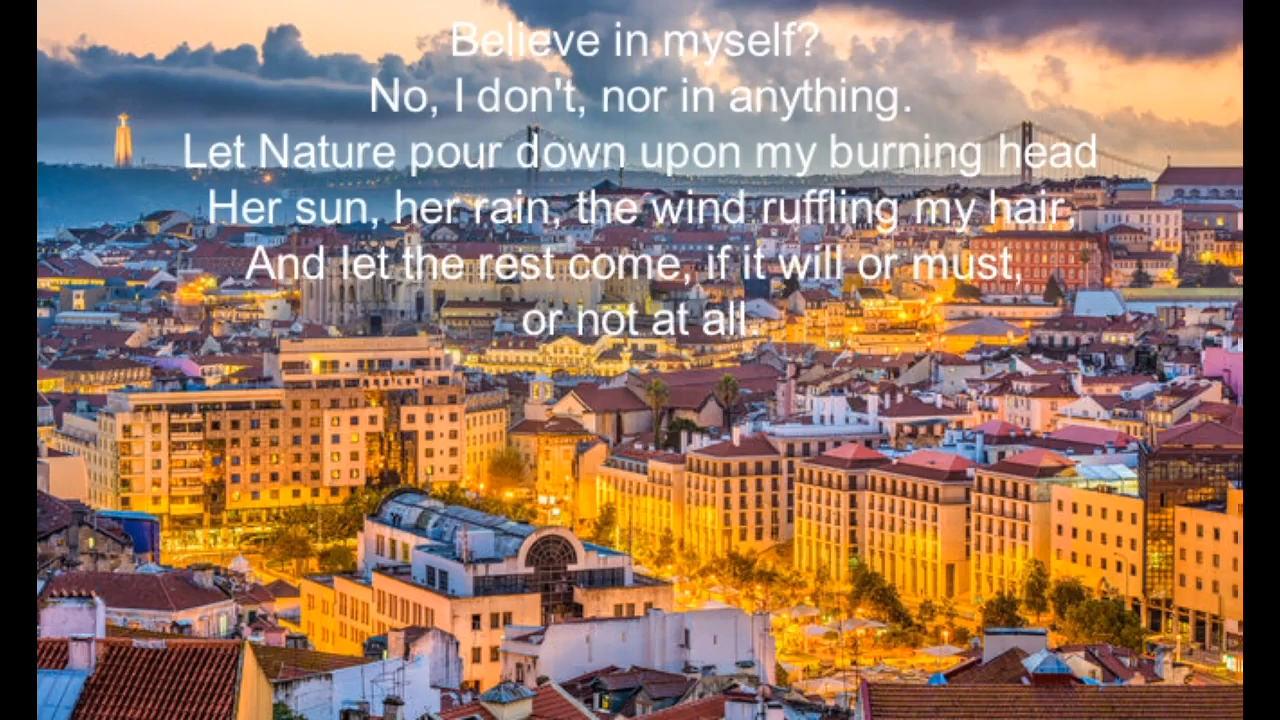 Believe in myself?
No, I don't, nor in anything.
Let Nature pour down upon my burning head
Her sun, her rain, the wind ruffling my hair,
And let the rest come, if it will or must,
or not at all.